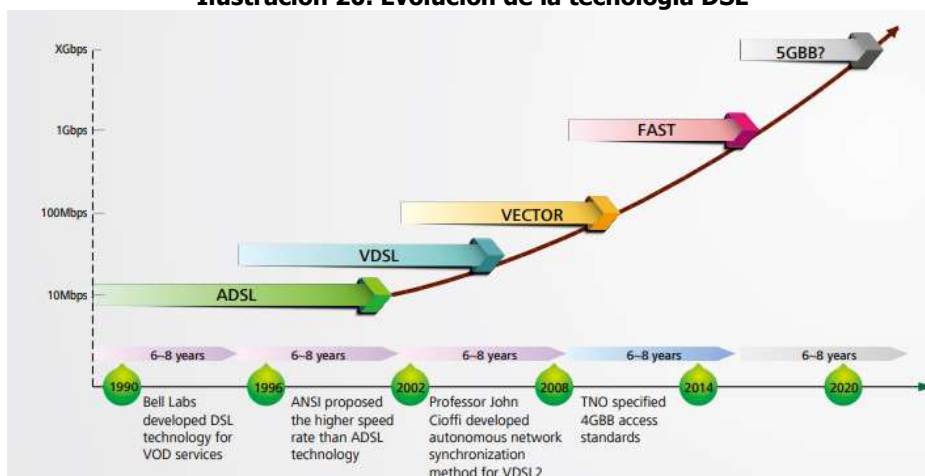 Ilustración 20. Evolución de la tecnología DSL
XGbps
5GBB?
1Gbps
FAST
100Mbps
VECTOR
VDSL
10Mbps
ADSL
6~8 years
6~8 years
6~8 years
6~8 years
6~8 years
1990
1996
2002
2008
2014
2020
Bell Labs
developed DSL
technology for
VOD services
ANSI proposed
the higher speed
rate than ADSL
technology
Professor John
Cioffi developed
autonomous network
synchronization
method for VDSL2
TNO specified
4GBB access
standards